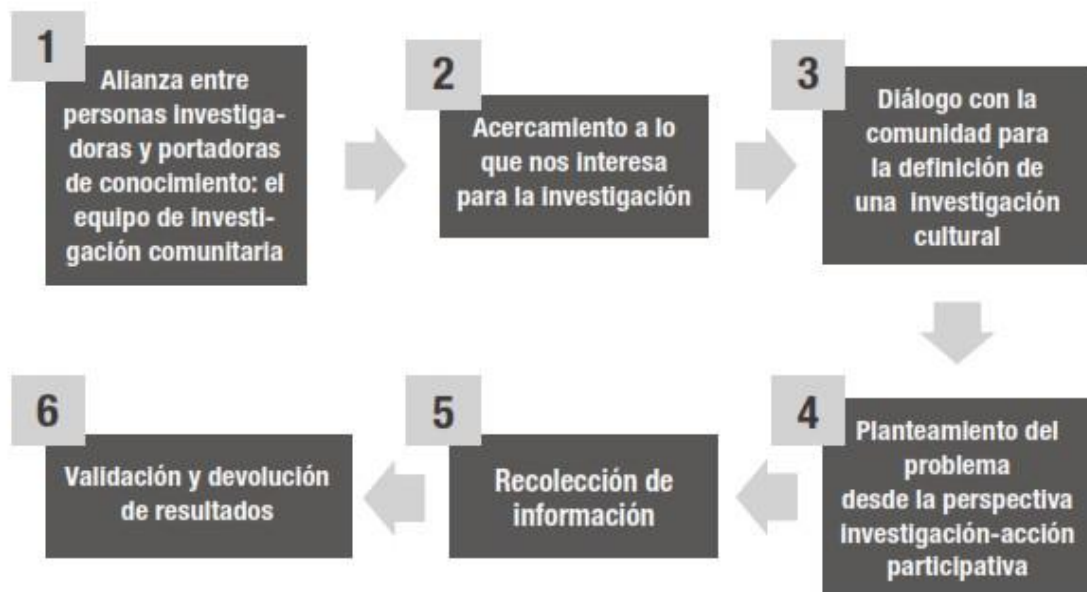 1
Alianza entre
personas investiga-
doras y portadoras
de conocimiento: el
equipo de investi-
gación comunitaria
2
Acercamiento a lo
que nos interesa
para la investigación
3
Diálogo con la
comunidad para
la definición de
una investigación
cultural
4
Planteamiento del
problema
desde la perspectiva
investigación-acción
participativa
5
Recolección de
información
6
Validación y devolución
de resultados